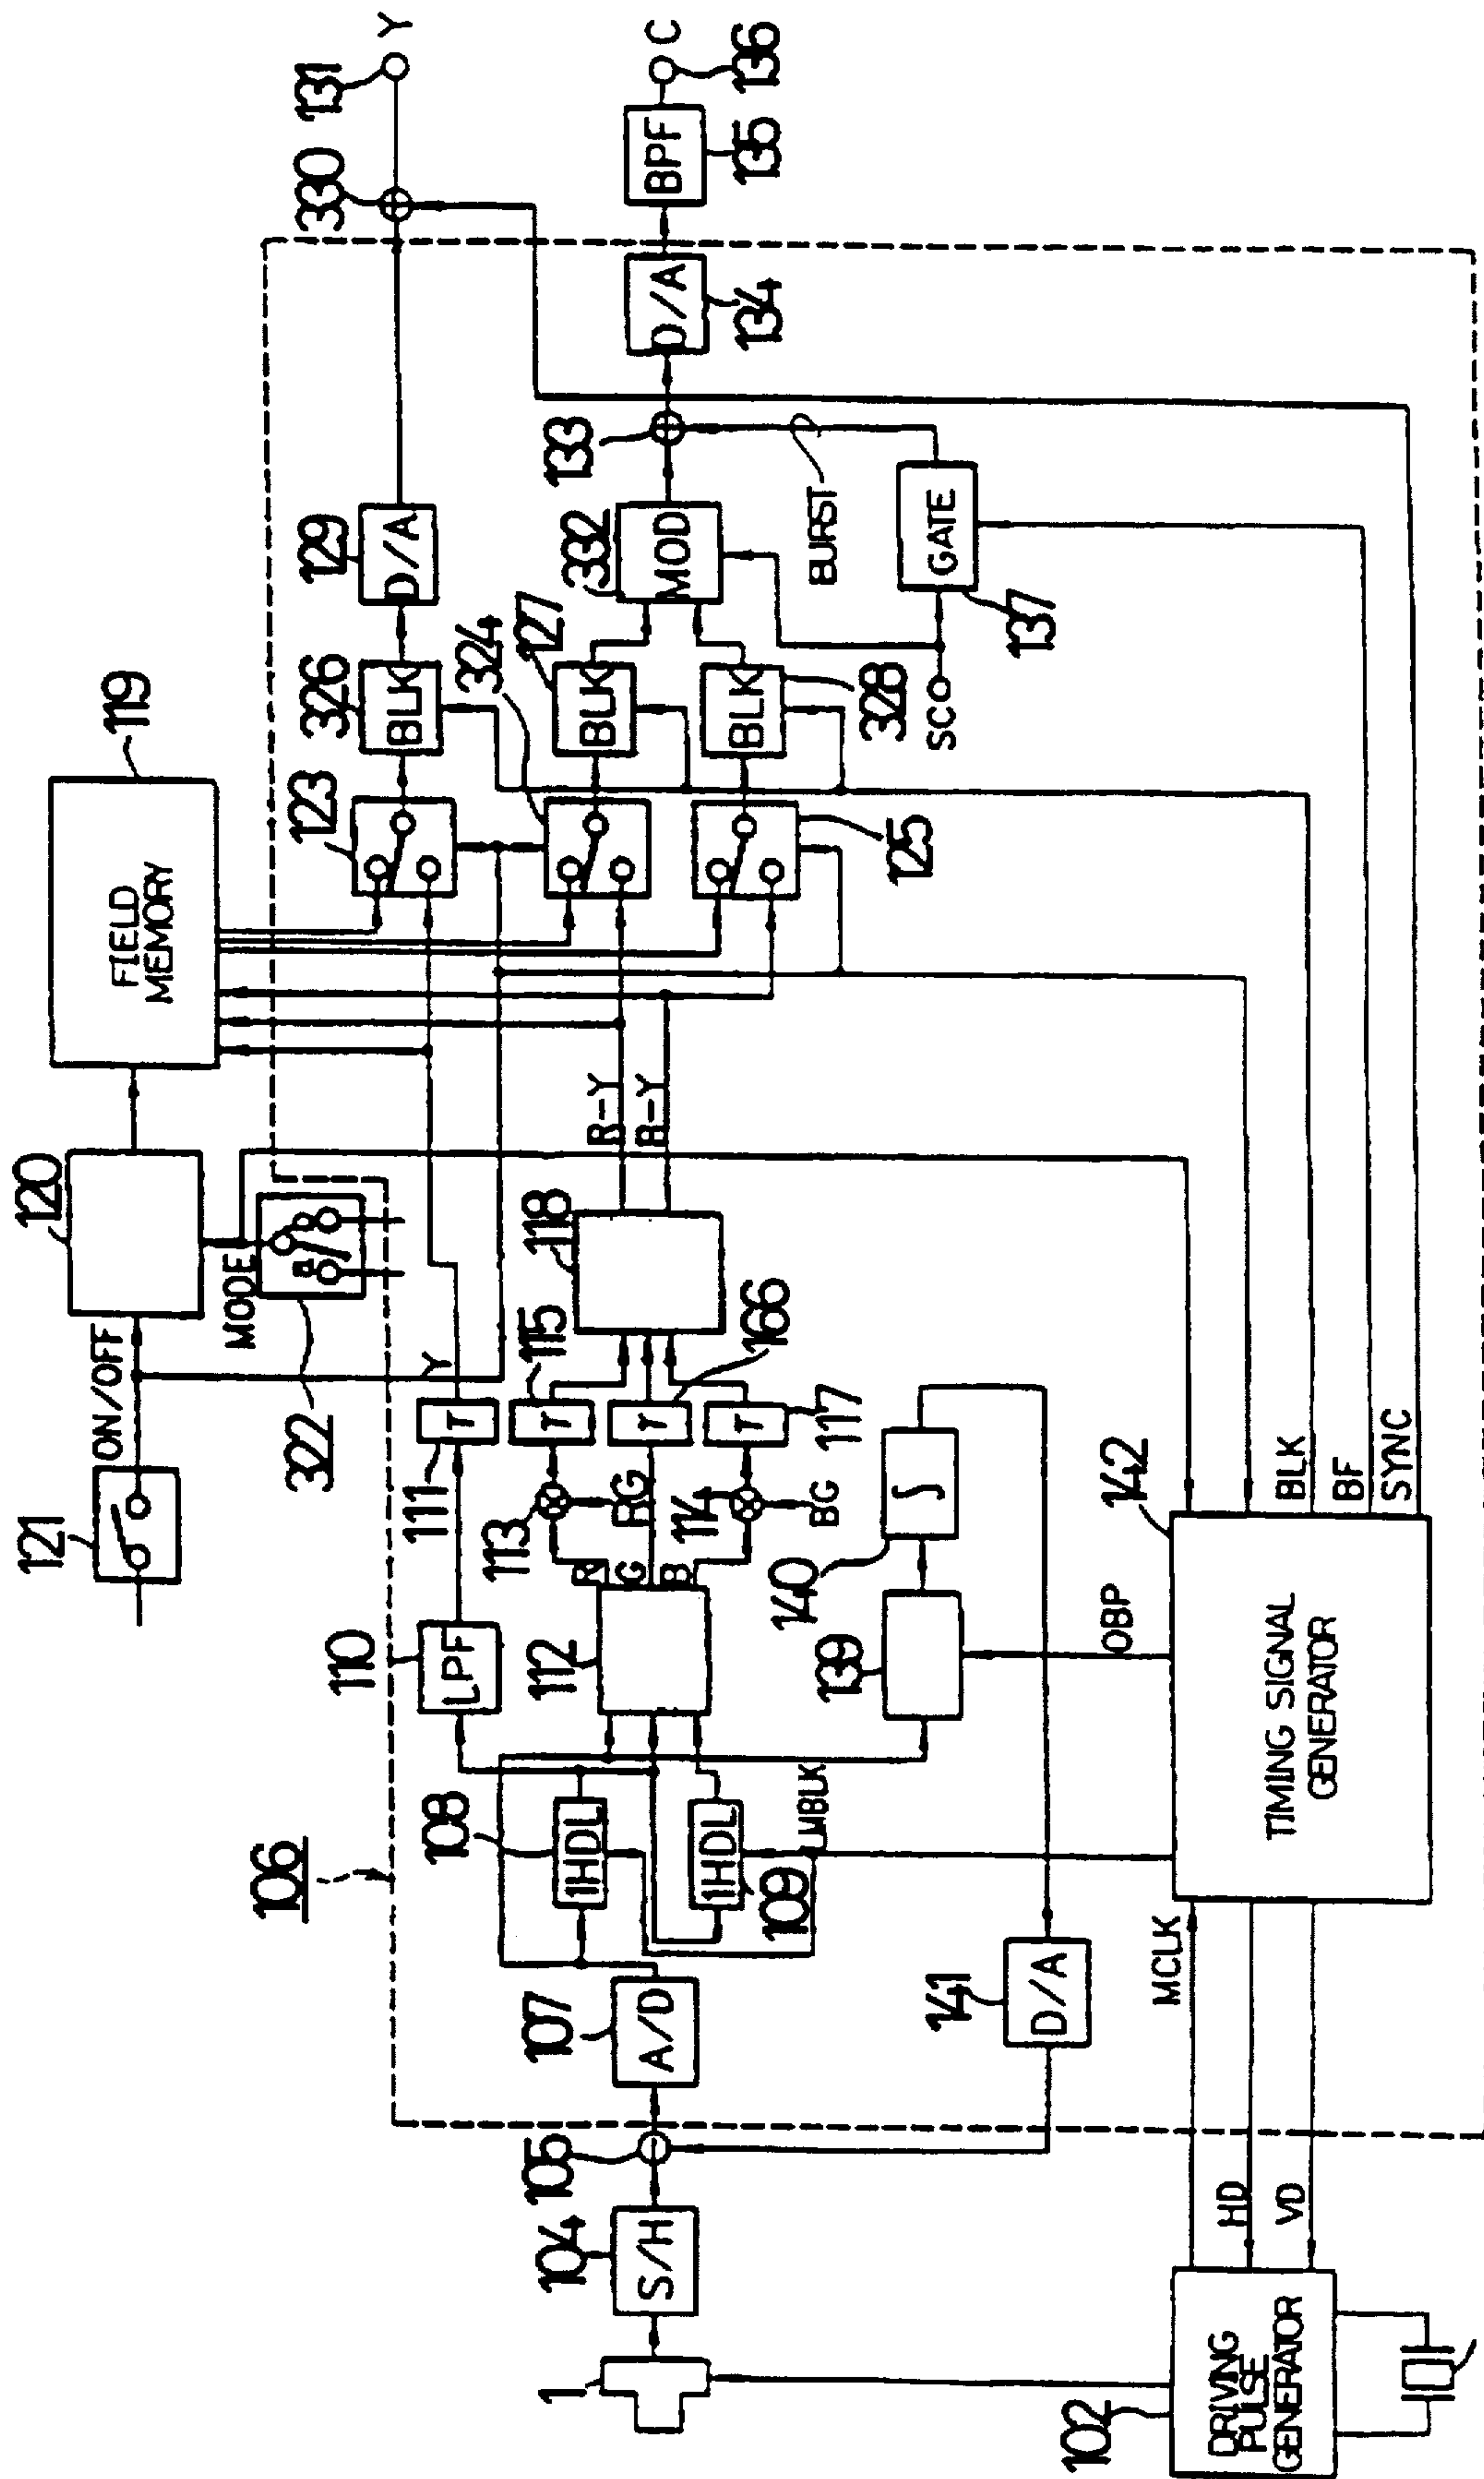 121
ON/OFF
120
MODE
322
119
FIELD
MEMORY
106
110
LPF
111
γ
Y
123
326
BLK
129
D/A
330
131
Y
1
104
S/H
105
107
A/D
108
1HDL
109
1HDL
MBLK
112
R
G
B
113
RG
114
BG
115
γ
γ
166
γ
117
118
R-Y
B-Y
324
127
BLK
BLK
328
125
332
MOD
133
D/A
134
BPF
135
C
136
BURST
SC
GATE
137
139
140
∫
OBP
141
D/A
102
DRIVING
PULSE
GENERATOR
MCLK
HD
VD
142
TIMING SIGNAL
GENERATOR
BLK
BF
SYNC